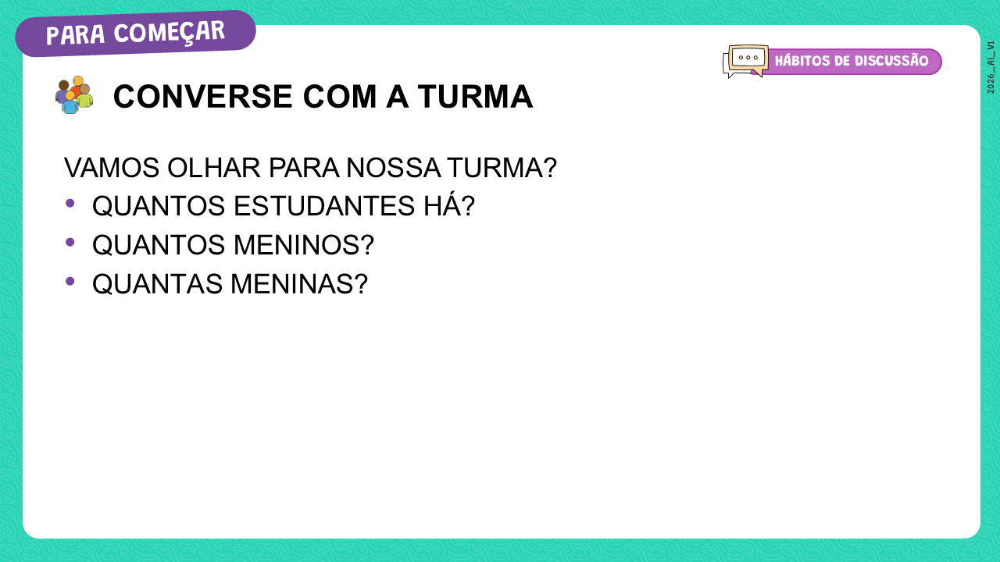 PARA COMEÇAR
HÁBITOS DE DISCUSSÃO
CONVERSE COM A TURMA
VAMOS OLHAR PARA NOSSA TURMA?
• QUANTOS ESTUDANTES HÁ?
• QUANTOS MENINOS?
• QUANTAS MENINAS?
2026_AI_V1